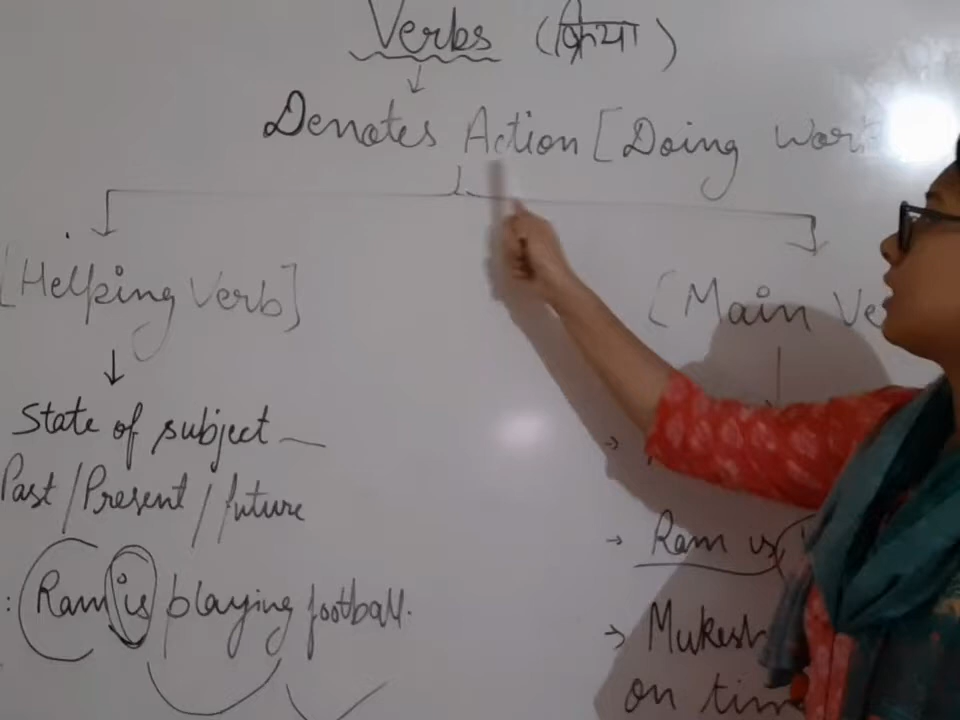 Verbs (क्रिया)
Denotes Action [Doing
[Helping Verb]
[Main
State of subject
Past / Present / future
Ram is playing football.
Ram is
Mukesh
on